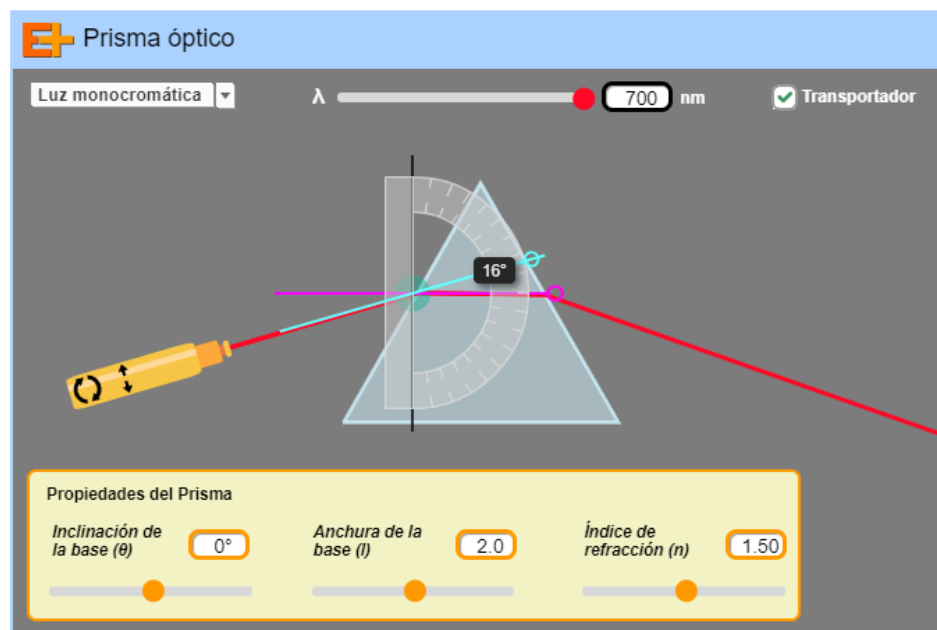 E+ Prisma óptico
Luz monocromática λ 700 nm Transportador
16°
Propiedades del Prisma
Inclinación de la base (θ) 0°
Anchura de la base (l) 2.0
Índice de refracción (n) 1.50